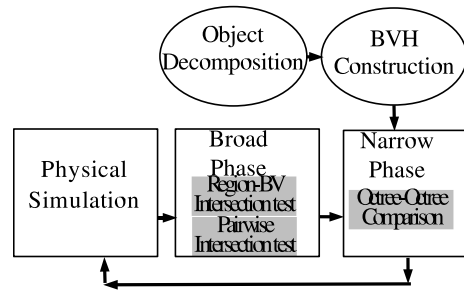 Object
Decomposition
BVH
Construction
Physical
Simulation
Broad
Phase
Region-BV
Intersection test
Pairwise
Intersection test
Narrow
Phase
Octree-Octree
Comparison